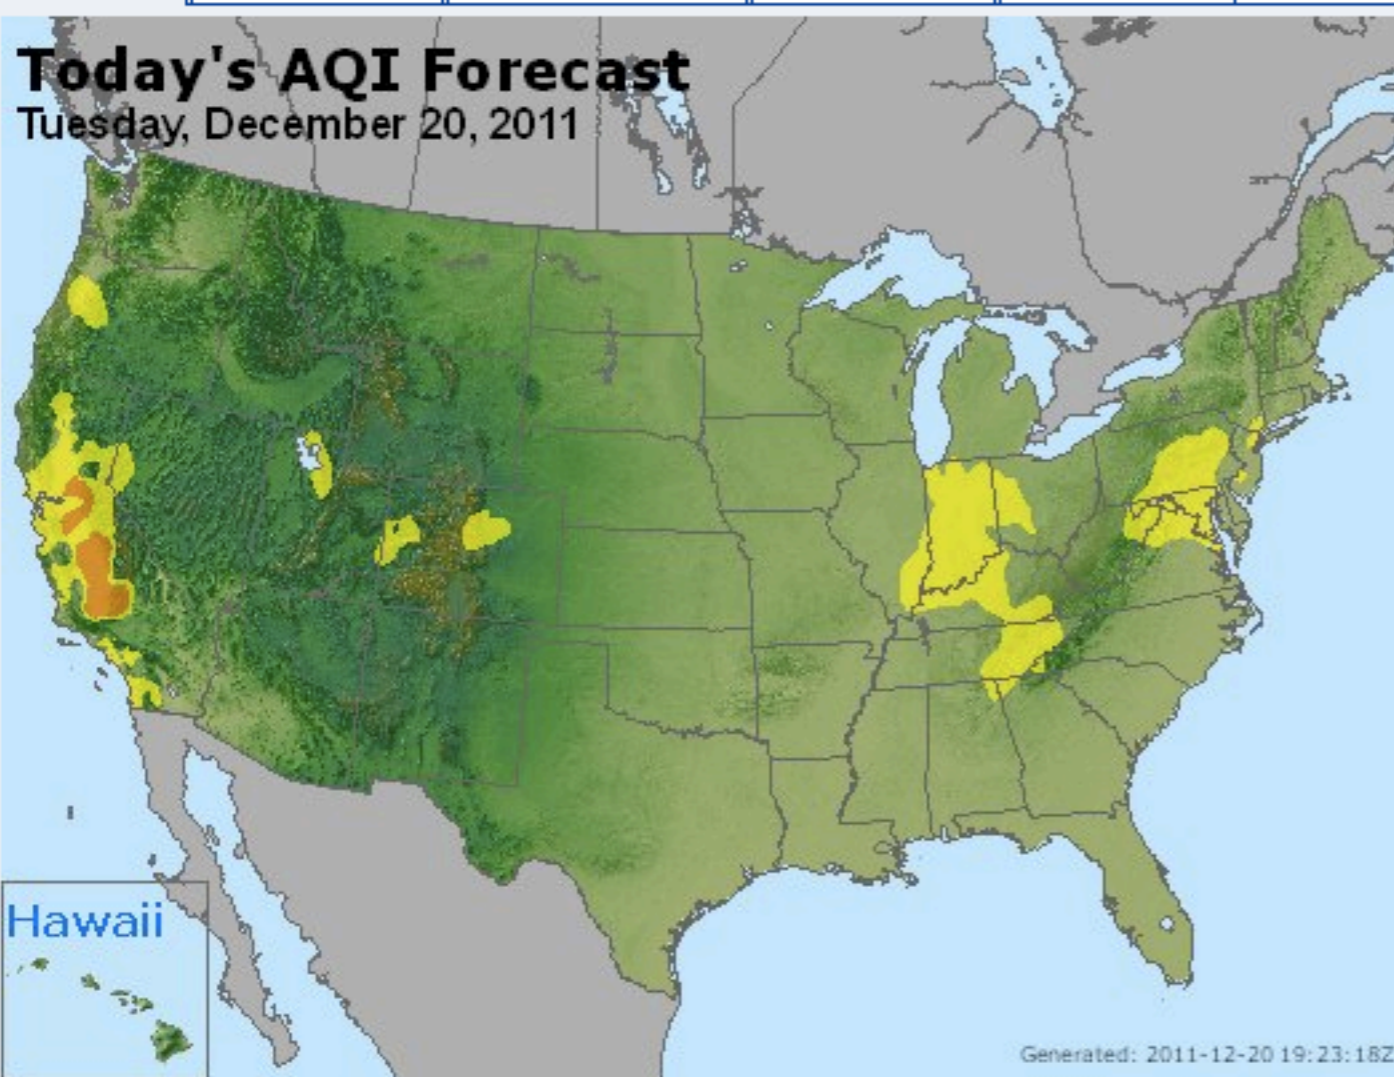 Today's AQI Forecast
Tuesday, December 20, 2011
Hawaii
Generated: 2011-12-20 19:23:18Z